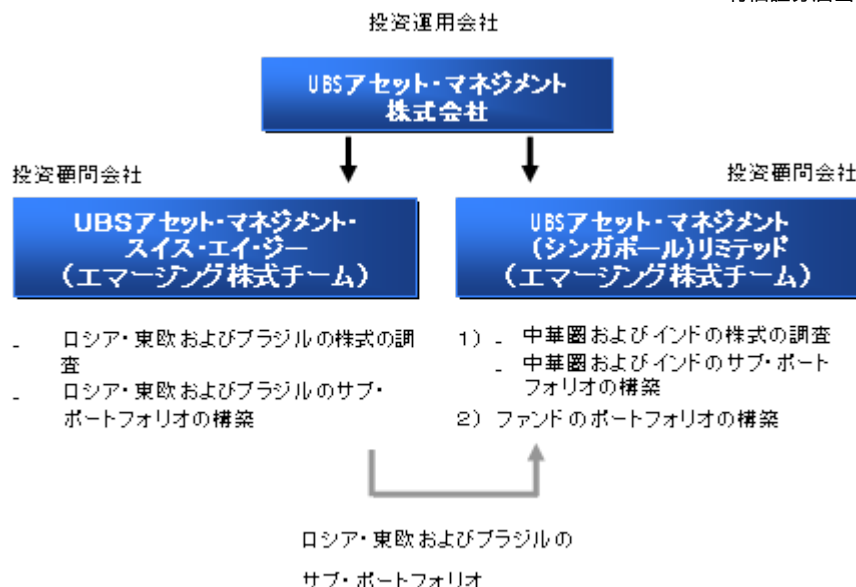 投資運用会社
UBSアセット・マネジメント
株式会社
投資顧問会社
投資顧問会社
UBSアセット・マネジメント・
スイス・エイ・ジー
(エマージング株式チーム)
UBSアセット・マネジメント
(シンガポール)リミテッド
(エマージング株式チーム)
- ロシア・東欧およびブラジルの株式の調
査
- ロシア・東欧およびブラジルのサブ・
ポートフォリオの構築
1) - 中華圏およびインドの株式の調査
- 中華圏およびインドのサブ・ポート
フォリオの構築
2) ファンドのポートフォリオの構築
ロシア・東欧およびブラジルの
サブ・ポートフォリオ